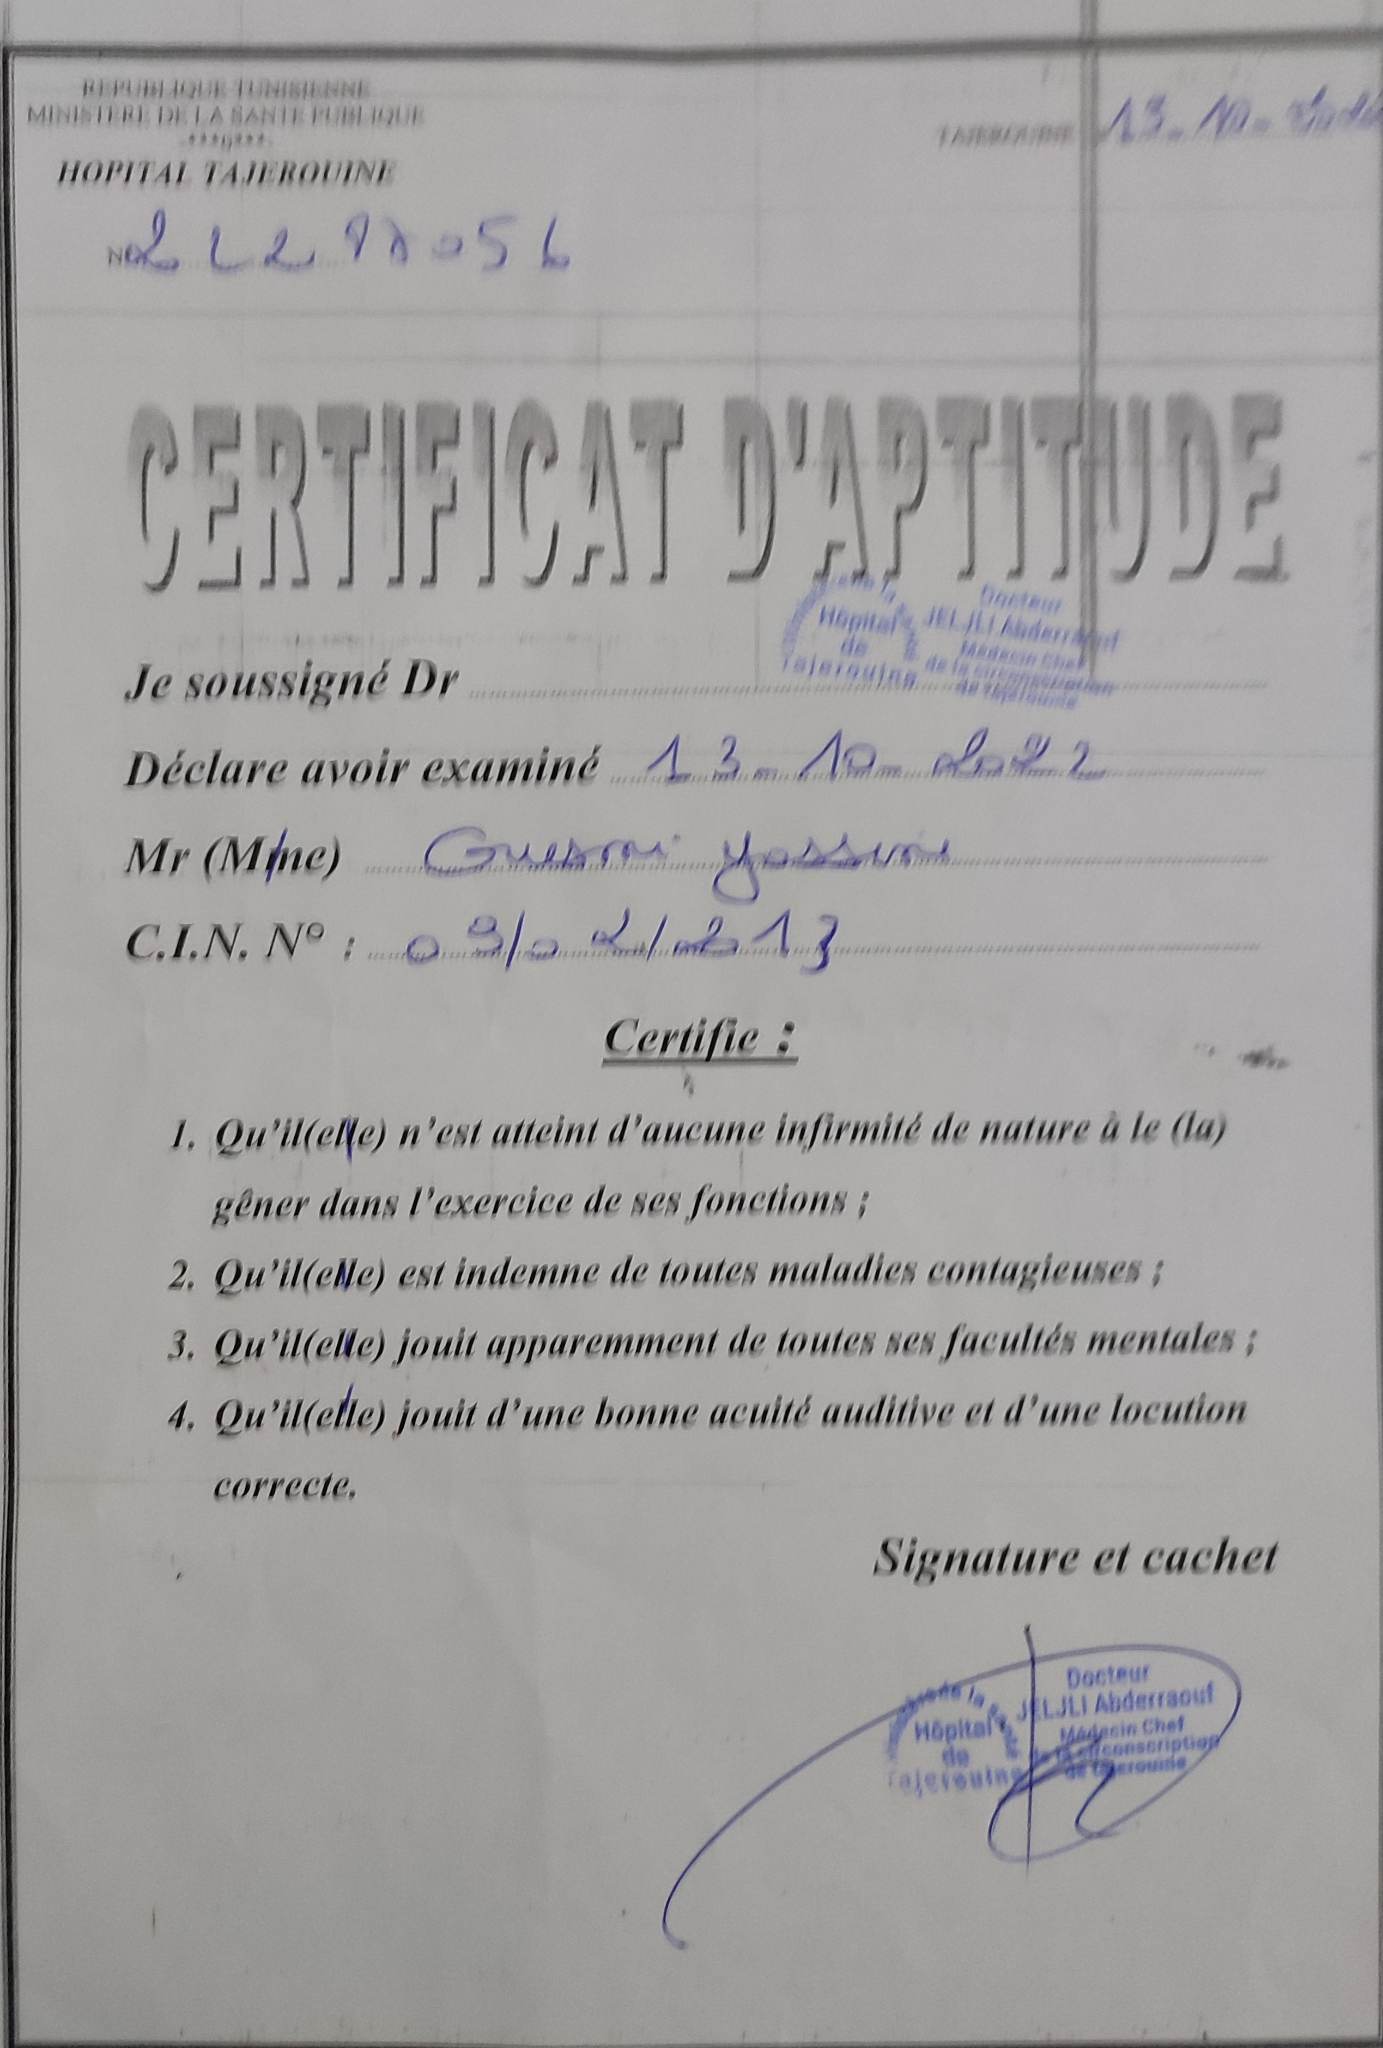 REPUBLIQUE TUNISIENNE
MINISTERE DE LA SANTE PUBLIQUE
***0***
HOPITAL TAJEROUINE
TAJEROUINE 13-10-
N°
CERTIFICAT D'APTITUDE
Hôpital de Tajerouine
Docteur
JELJLI Abderraouf
Médecin Chef
de la circonscription
de tajerouine
Je soussigné Dr
Déclare avoir examiné 13-10-2022
Mr (Mme) Guesmi yassine
C.I.N. N° : 09/02/2013
Certifie :
1. Qu'il(elle) n'est atteint d'aucune infirmité de nature à le (la)
gêner dans l'exercice de ses fonctions ;
2. Qu'il(elle) est indemne de toutes maladies contagieuses ;
3. Qu'il(elle) jouit apparemment de toutes ses facultés mentales ;
4. Qu'il(elle) jouit d'une bonne acuité auditive et d'une locution
correcte.
Signature et cachet
Hôpital
de
Tajerouine
Docteur
JELJLI Abderraouf
Médecin Chef
de la circonscription
de tajerouine